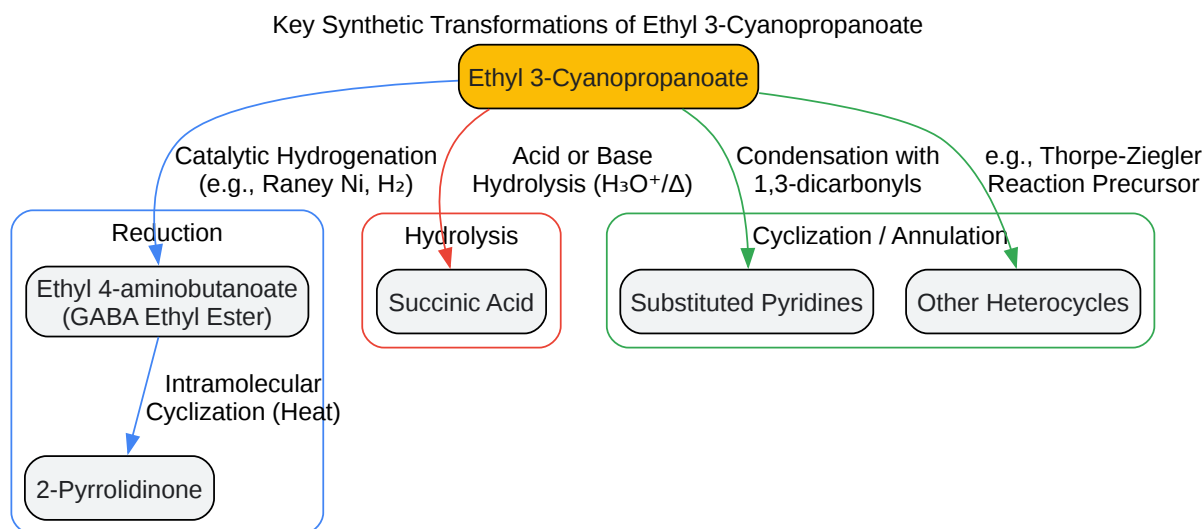 Key Synthetic Transformations of Ethyl 3-Cyanopropanoate
Ethyl 3-Cyanopropanoate
Catalytic Hydrogenation
(e.g., Raney Ni, H₂)
Acid or Base
Hydrolysis (H₃O⁺/Δ)
Condensation with
1,3-dicarbonyls
e.g., Thorpe-Ziegler
Reaction Precursor
Reduction
Ethyl 4-aminobutanoate
(GABA Ethyl Ester)
Intramolecular
Cyclization (Heat)
2-Pyrrolidinone
Hydrolysis
Succinic Acid
Cyclization / Annulation
Substituted Pyridines
Other Heterocycles